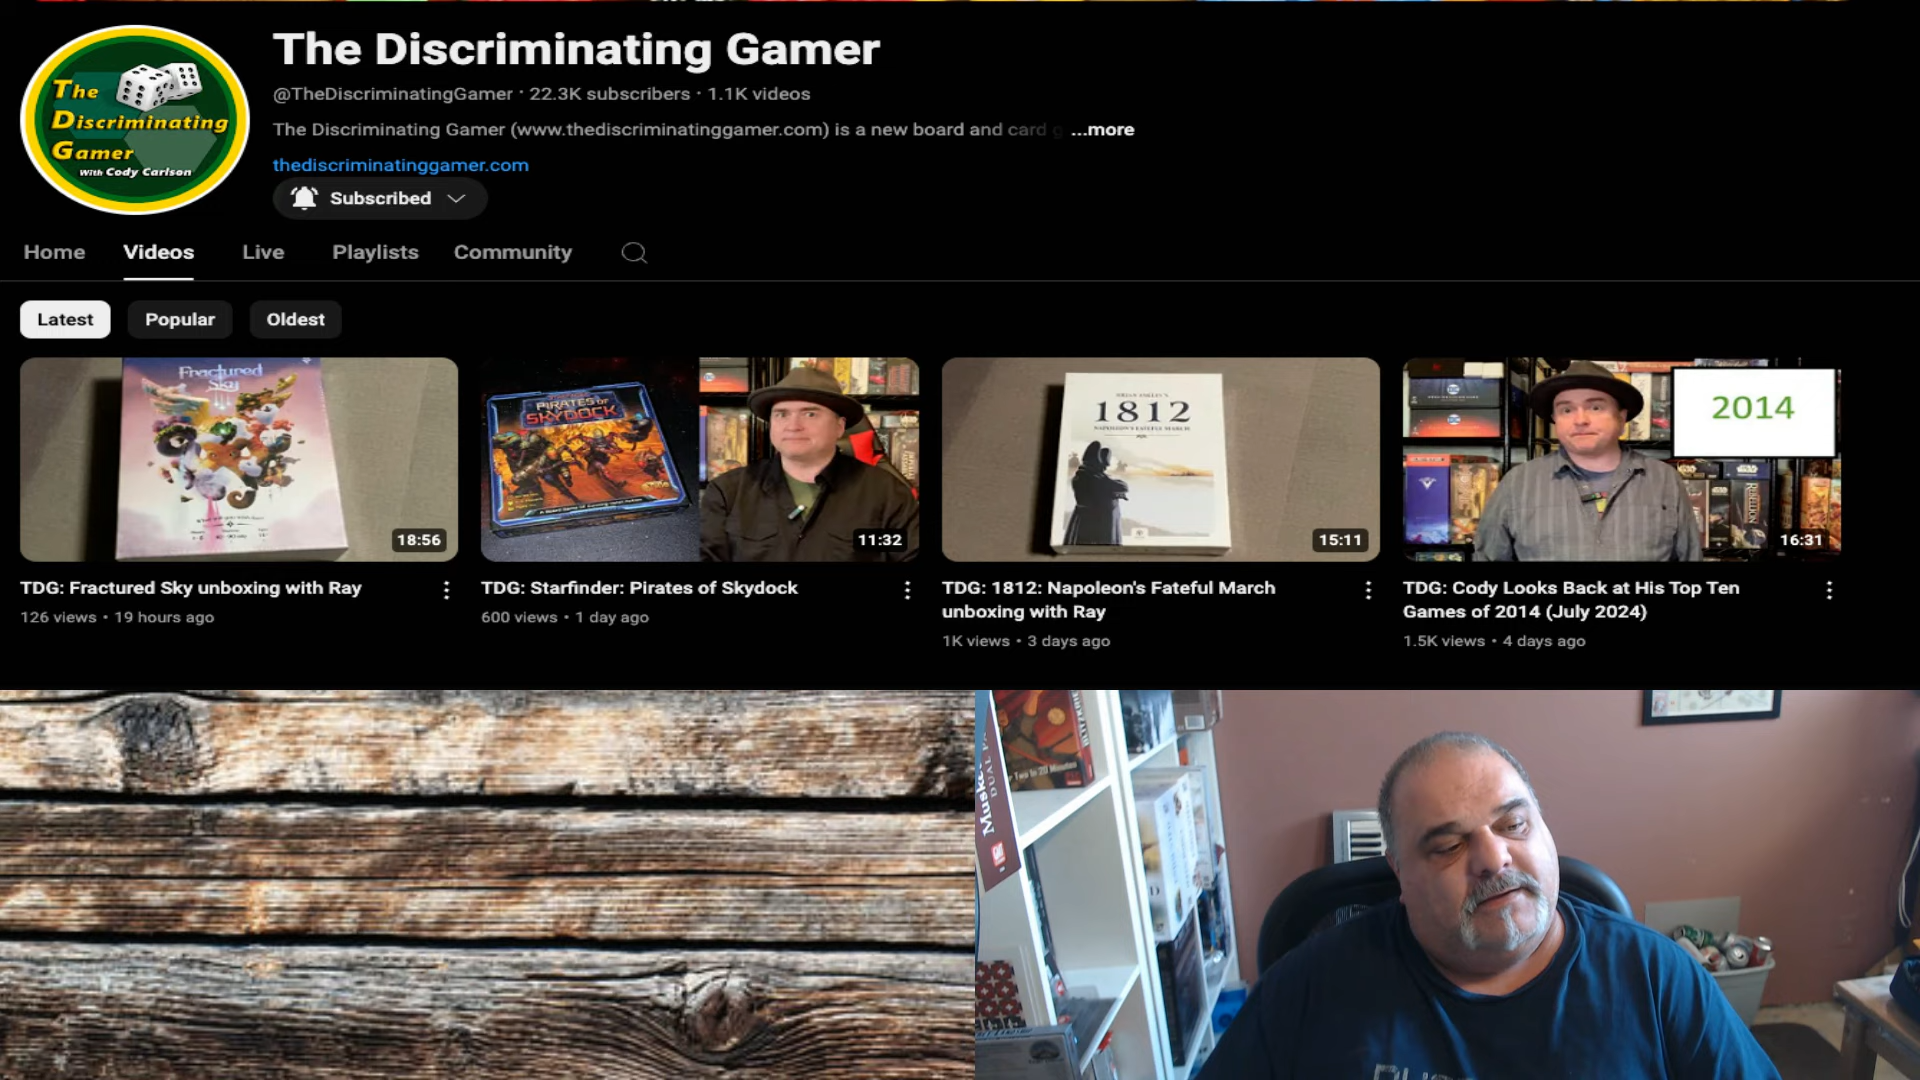 The
Discriminating
Gamer
with Cody Carlson
The Discriminating Gamer
@TheDiscriminatingGamer · 22.3K subscribers · 1.1K videos
The Discriminating Gamer (www.thediscriminatinggamer.com) is a new board and card g ...more
thediscriminatinggamer.com
Subscribed
Home Videos Live Playlists Community
Latest Popular Oldest
Fractured
Sky
18:56
PIRATES OF
SKYDOCK
11:32
1812
NAPOLEON'S FATEFUL MARCH
15:11
2014
REBELLION
16:31
TDG: Fractured Sky unboxing with Ray
126 views • 19 hours ago
TDG: Starfinder: Pirates of Skydock
600 views • 1 day ago
TDG: 1812: Napoleon's Fateful March
unboxing with Ray
1K views • 3 days ago
TDG: Cody Looks Back at His Top Ten
Games of 2014 (July 2024)
1.5K views • 4 days ago
DUAL